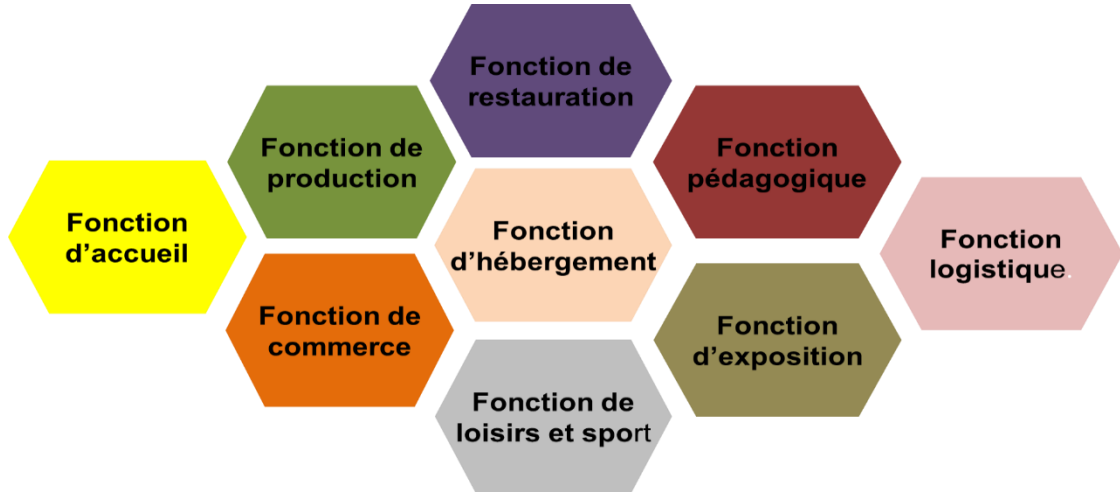 Fonction de
restauration
Fonction de
production
Fonction
pédagogique
Fonction
d’accueil
Fonction
d’hébergement
Fonction
logistique.
Fonction de
commerce
Fonction
d’exposition
Fonction de
loisirs et sport